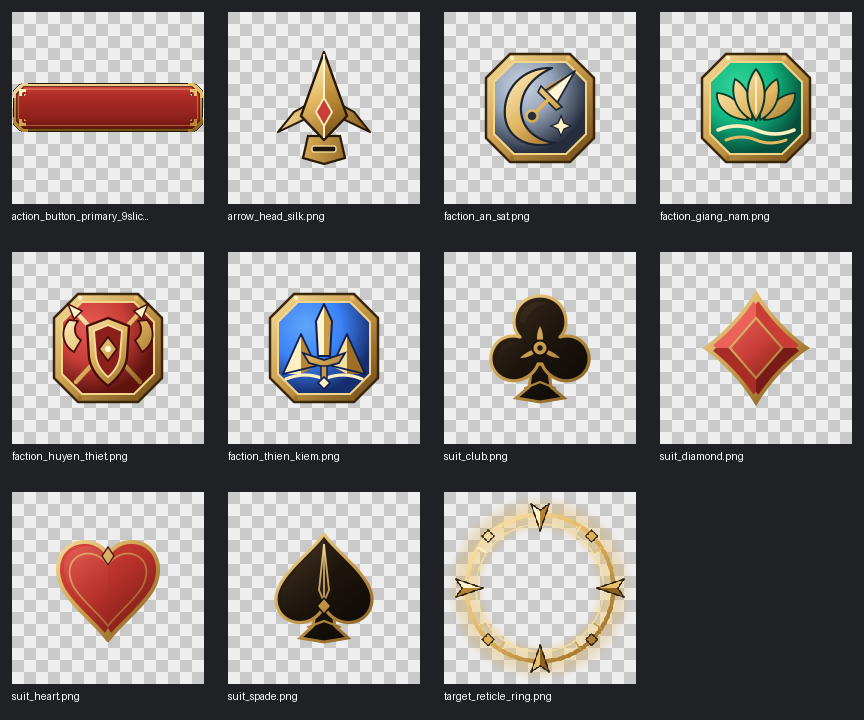 action_button_primary_9slic...
arrow_head_silk.png
faction_an_sat.png
faction_giang_nam.png
faction_huyen_thiet.png
faction_thien_kiem.png
suit_club.png
suit_diamond.png
suit_heart.png
suit_spade.png
target_reticle_ring.png